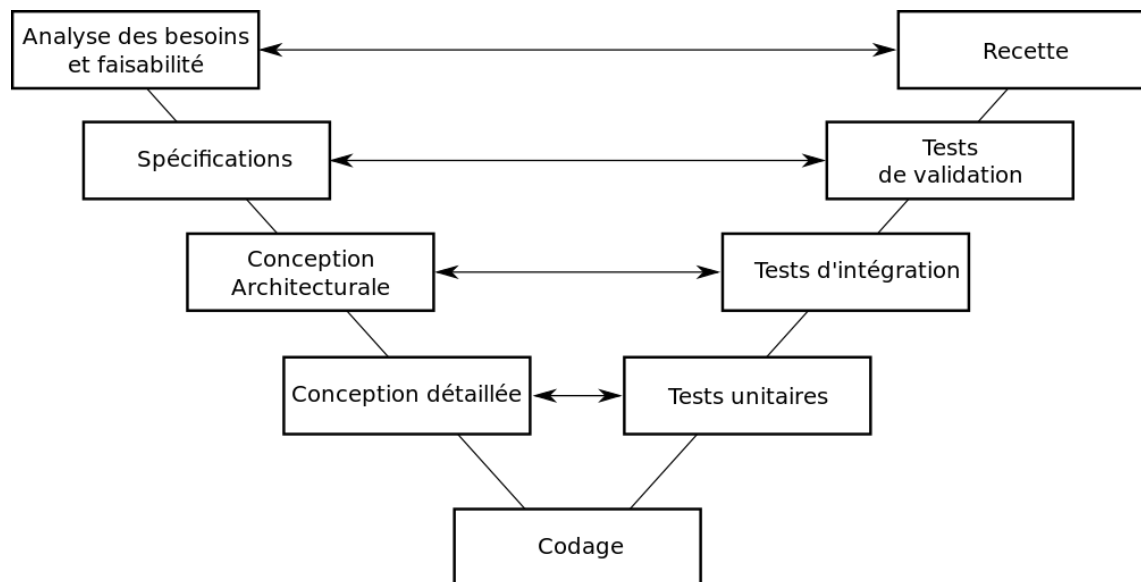 Analyse des besoins
et faisabilité
Recette
Spécifications
Tests
de validation
Conception
Architecturale
Tests d'intégration
Conception détaillée
Tests unitaires
Codage